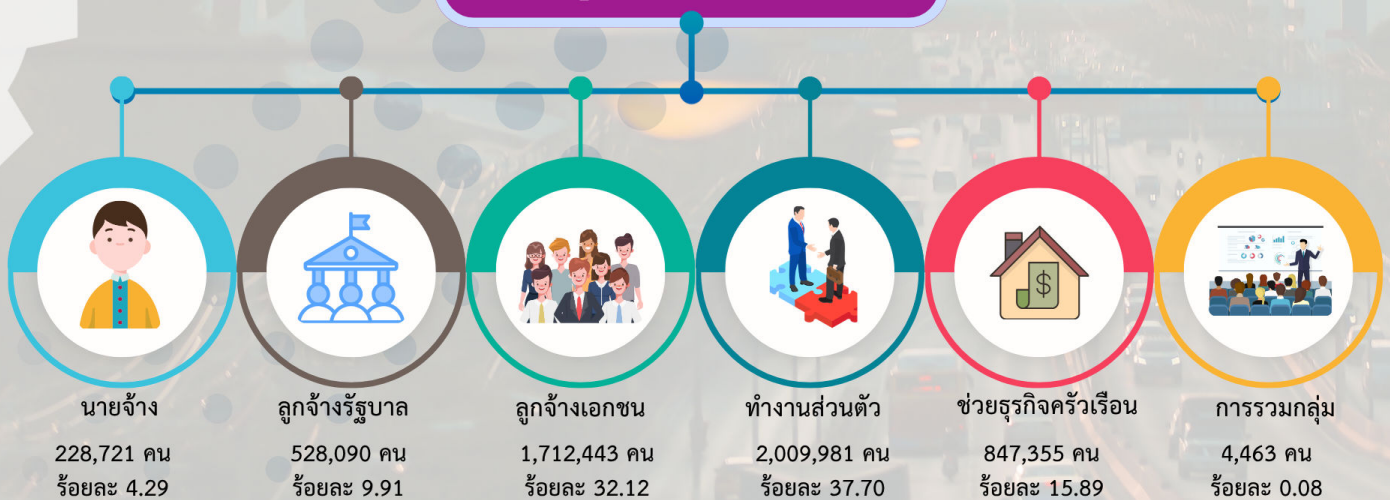 นายจ้าง
228,721 คน
ร้อยละ 4.29
ลูกจ้างรัฐบาล
528,090 คน
ร้อยละ 9.91
ลูกจ้างเอกชน
1,712,443 คน
ร้อยละ 32.12
ทำงานส่วนตัว
2,009,981 คน
ร้อยละ 37.70
ช่วยธุรกิจครัวเรือน
847,355 คน
ร้อยละ 15.89
การรวมกลุ่ม
4,463 คน
ร้อยละ 0.08